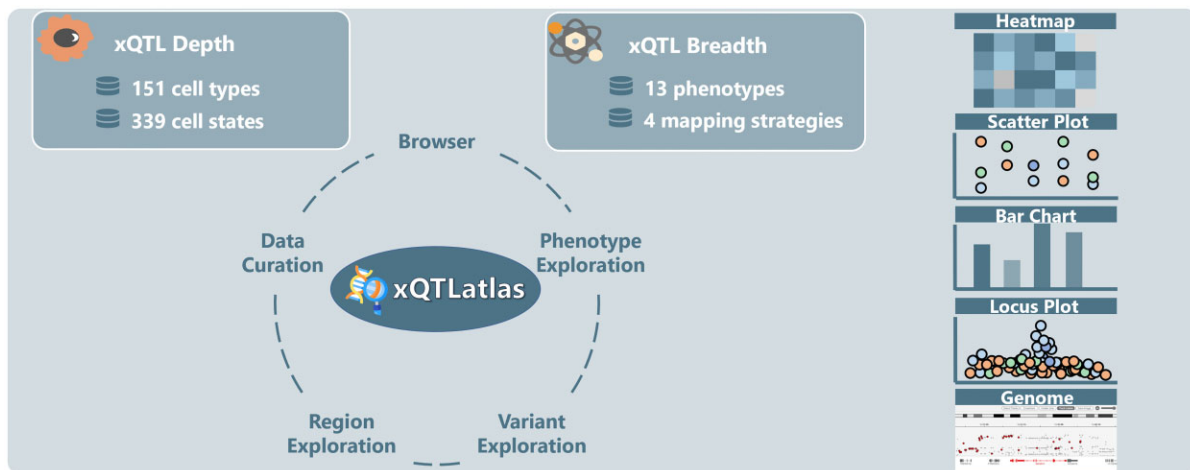 xQTL Depth
151 cell types
339 cell states
xQTL Breadth
13 phenotypes
4 mapping strategies
Browser
Data
Curation
Phenotype
Exploration
xQTLatlas
Region
Exploration
Variant
Exploration
Heatmap
Scatter Plot
Bar Chart
Locus Plot
Genome